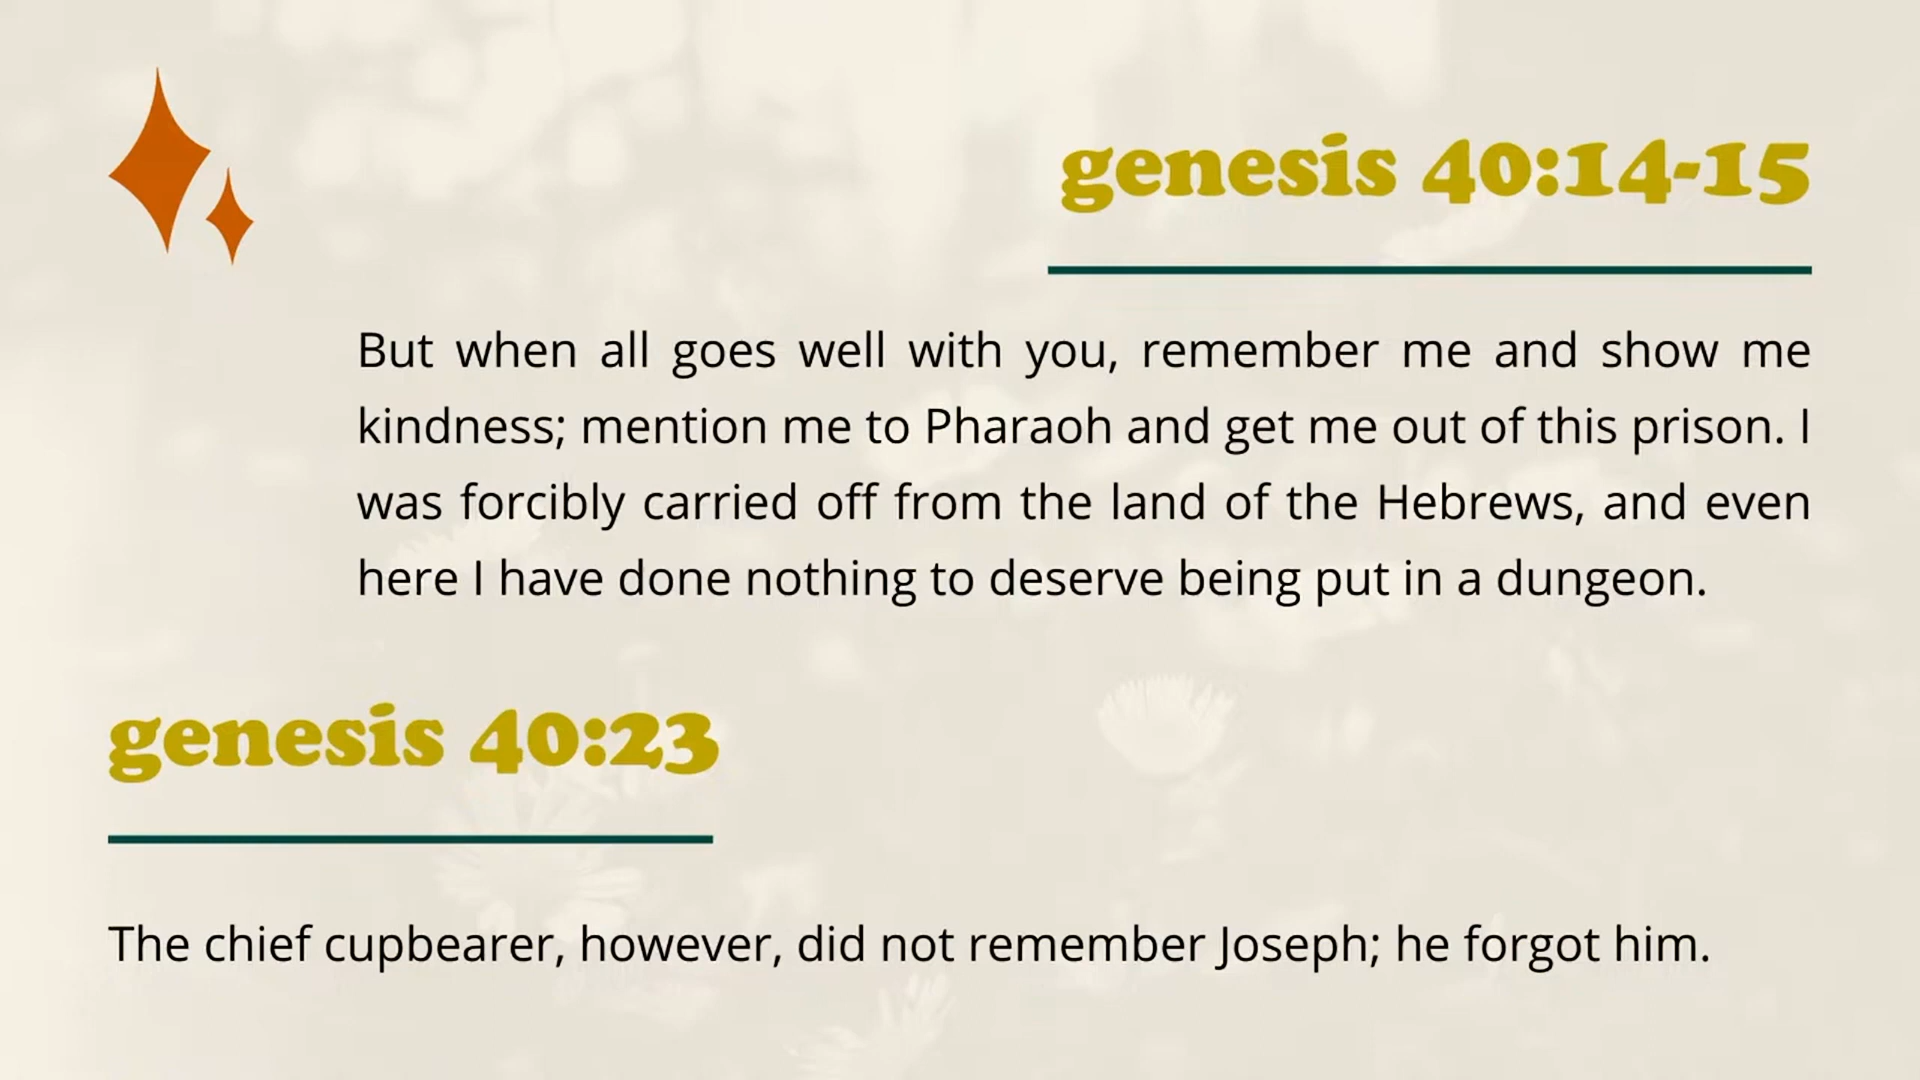 genesis 40:14-15
But when all goes well with you, remember me and show me
kindness; mention me to Pharaoh and get me out of this prison. I
was forcibly carried off from the land of the Hebrews, and even
here I have done nothing to deserve being put in a dungeon.
genesis 40:23
The chief cupbearer, however, did not remember Joseph; he forgot him.